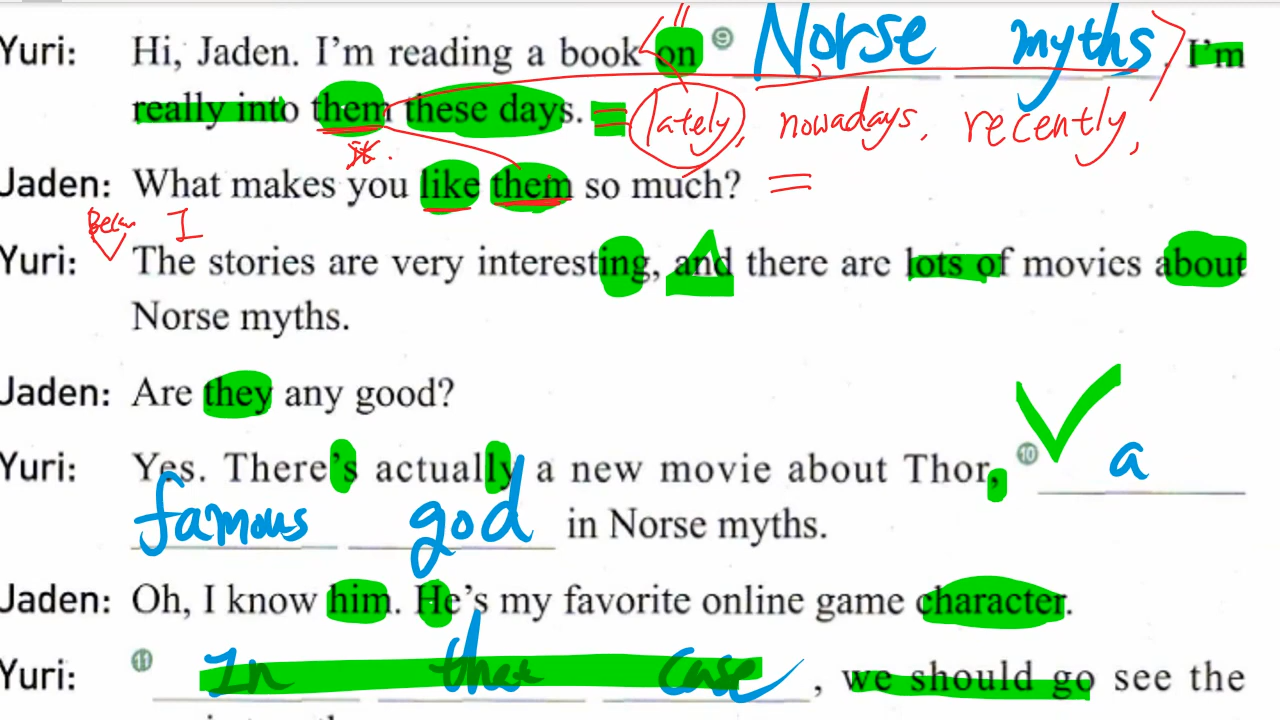 Yuri: Hi, Jaden. I'm reading a book on ⑨ Norse myths. I'm
really into them these days. = lately, nowadays, recently,
it.
Jaden: What makes you like them so much? =
I
Yuri: The stories are very interesting, and there are lots of movies about
Norse myths.
Jaden: Are they any good?
Yuri: Yes. There's actually a new movie about Thor, ⑩ a
famous god in Norse myths.
Jaden: Oh, I know him. He's my favorite online game character.
Yuri: ⑪ In that case, we should go see the